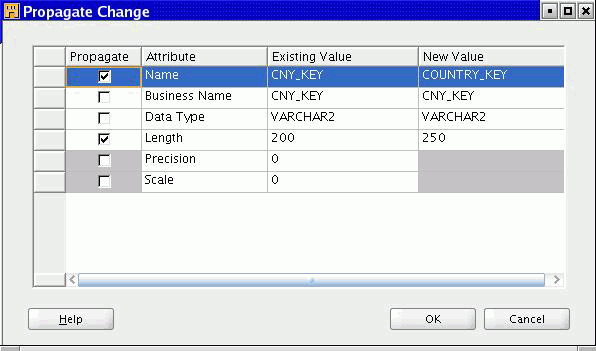 Propagate Change
Propagate Attribute Existing Value New Value
Name CNY_KEY COUNTRY_KEY
Business Name CNY_KEY CNY_KEY
Data Type VARCHAR2 VARCHAR2
Length 200 250
Precision 0
Scale 0
Help OK Cancel